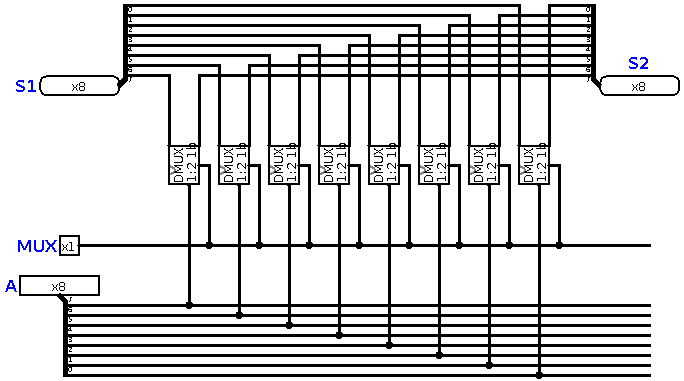 0 0
1 1
2 2
3 3
4 4
5 5
6 6
7 7
S1 x8
S2
x8
DMUX 1:2 1b
DMUX 1:2 1b
DMUX 1:2 1b
DMUX 1:2 1b
DMUX 1:2 1b
DMUX 1:2 1b
DMUX 1:2 1b
DMUX 1:2 1b
MUX x1
A x8
7
6
5
4
3
2
1
0